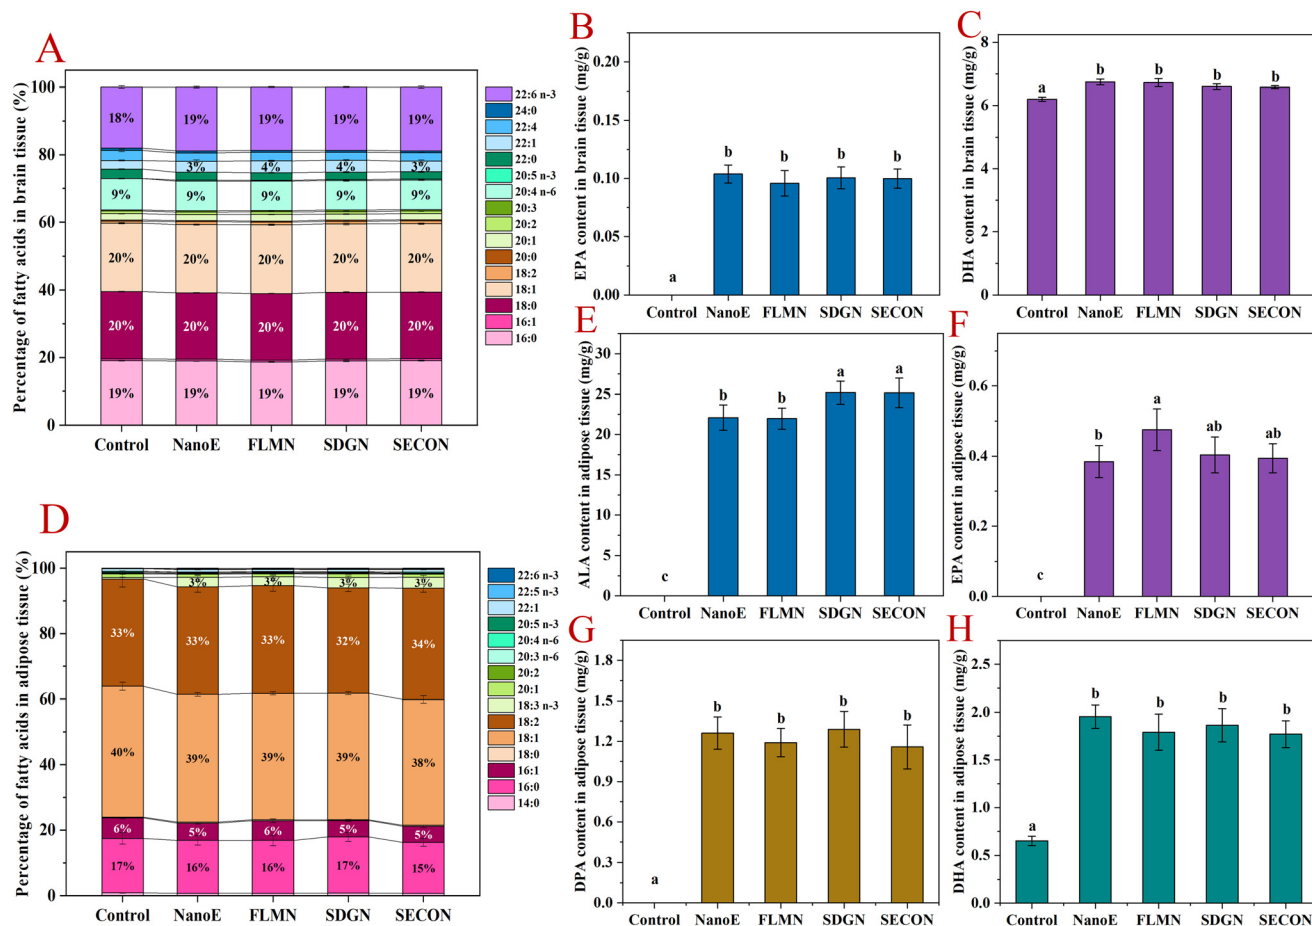 A
Percentage of fatty acids in brain tissue (%)
100
80
60
40
20
0
18% 19% 19% 19% 19%
3% 4% 4% 3%
9% 9% 9% 9% 9%
20% 20% 20% 20% 20%
20% 20% 20% 20% 20%
19% 19% 19% 19% 19%
Control NanoE FLMN SDGN SECON
22:6 n-3
24:0
22:4
22:1
22:0
20:5 n-3
20:4 n-6
20:3
20:2
20:1
20:0
18:2
18:1
18:0
16:1
16:0
B
EPA content in brain tissue (mg/g)
0.20
0.15
0.10
0.05
0.00
a b b b b
Control NanoE FLMN SDGN SECON
C
DHA content in brain tissue (mg/g)
8
6
4
2
0
a b b b b
Control NanoE FLMN SDGN SECON
D
Percentage of fatty acids in adipose tissue (%)
100
80
60
40
20
0
3% 3% 3% 3%
33% 33% 33% 32% 34%
40% 39% 39% 39% 38%
6% 5% 6% 5% 5%
17% 16% 16% 17% 15%
Control NanoE FLMN SDGN SECON
22:6 n-3
22:5 n-3
22:1
20:5 n-3
20:4 n-6
20:3 n-6
20:2
20:1
18:3 n-3
18:2
18:1
18:0
16:1
16:0
14:0
E
ALA content in adipose tissue (mg/g)
30
25
20
15
10
5
0
c b b a a
Control NanoE FLMN SDGN SECON
F
EPA content in adipose tissue (mg/g)
0.6
0.4
0.2
0.0
c b a ab ab
Control NanoE FLMN SDGN SECON
G
DPA content in adipose tissue (mg/g)
1.8
1.5
1.2
0.9
0.6
0.3
0.0
a b b b b
Control NanoE FLMN SDGN SECON
H
DHA content in adipose tissue (mg/g)
2.5
2.0
1.5
1.0
0.5
0.0
a b b b b
Control NanoE FLMN SDGN SECON